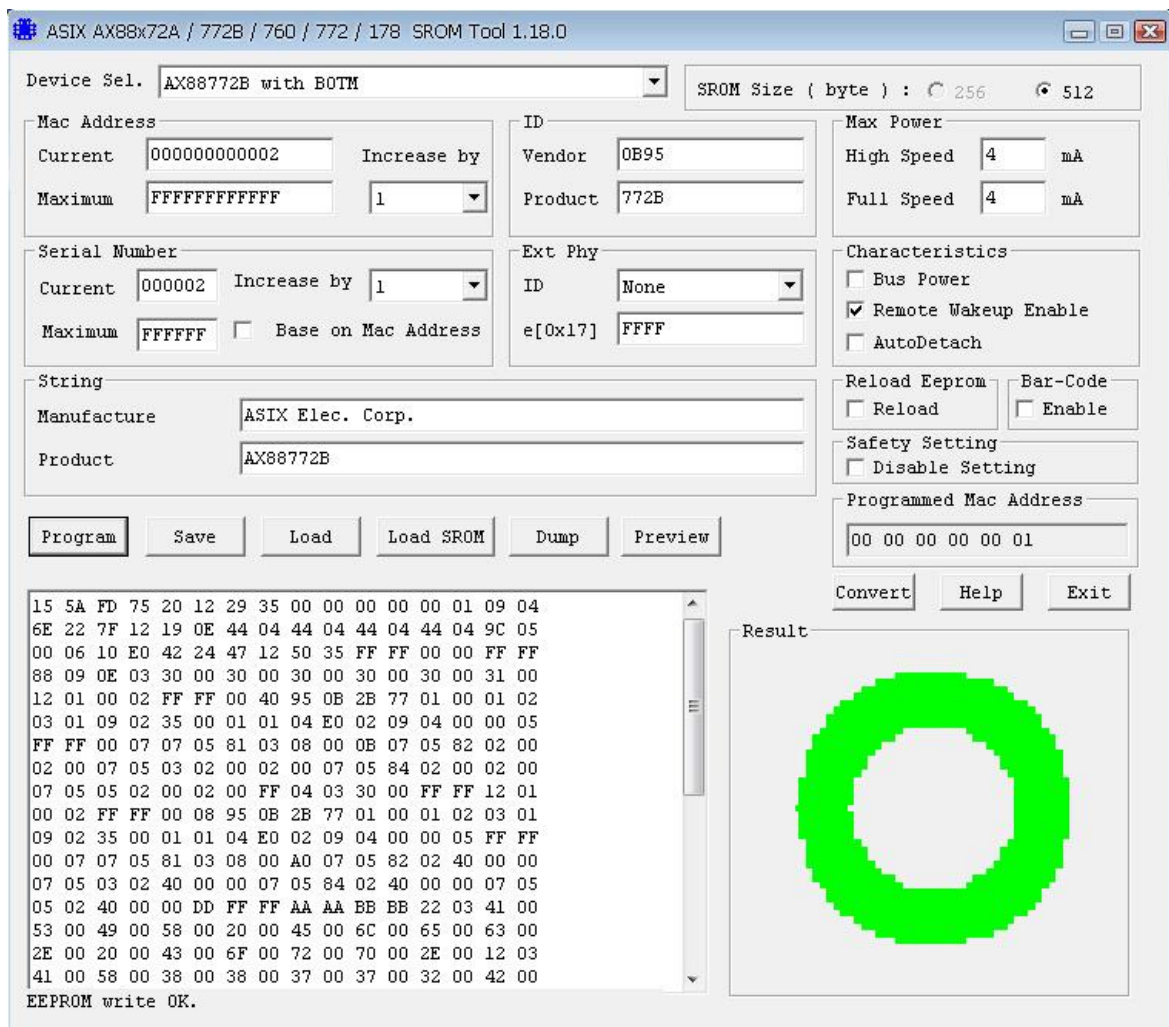 ASIX AX88x72A / 772B / 760 / 772 / 178 SROM Tool 1.18.0
Device Sel. AX88772B with BOTM
SROM Size ( byte ) : 256 512
Mac Address
Current 000000000002 Increase by
Maximum FFFFFFFFFFFF 1
ID
Vendor 0B95
Product 772B
Max Power
High Speed 4 mA
Full Speed 4 mA
Serial Number
Current 000002 Increase by 1
Maximum FFFFFF Base on Mac Address
Ext Phy
ID None
e[0x17] FFFF
Characteristics
Bus Power
Remote Wakeup Enable
AutoDetach
String
Manufacture ASIX Elec. Corp.
Product AX88772B
Reload Eeprom
Reload
Bar-Code
Enable
Safety Setting
Disable Setting
Programmed Mac Address
00 00 00 00 00 01
Program Save Load Load SROM Dump Preview
Convert Help Exit
15 5A FD 75 20 12 29 35 00 00 00 00 00 01 09 04
6E 22 7F 12 19 0E 44 04 44 04 44 04 44 04 9C 05
00 06 10 E0 42 24 47 12 50 35 FF FF 00 00 FF FF
88 09 0E 03 30 00 30 00 30 00 30 00 30 00 31 00
12 01 00 02 FF FF 00 40 95 0B 2B 77 01 00 01 02
03 01 09 02 35 00 01 01 04 E0 02 09 04 00 00 05
FF FF 00 07 07 05 81 03 08 00 0B 07 05 82 02 00
02 00 07 05 03 02 00 02 00 07 05 84 02 00 02 00
07 05 05 02 00 02 00 FF 04 03 30 00 FF FF 12 01
00 02 FF FF 00 08 95 0B 2B 77 01 00 01 02 03 01
09 02 35 00 01 01 04 E0 02 09 04 00 00 05 FF FF
00 07 07 05 81 03 08 00 A0 07 05 82 02 40 00 00
07 05 03 02 40 00 00 07 05 84 02 40 00 00 07 05
05 02 40 00 00 DD FF FF AA AA BB BB 22 03 41 00
53 00 49 00 58 00 20 00 45 00 6C 00 65 00 63 00
2E 00 20 00 43 00 6F 00 72 00 70 00 2E 00 12 03
41 00 58 00 38 00 38 00 37 00 37 00 32 00 42 00
Result
EEPROM write OK.